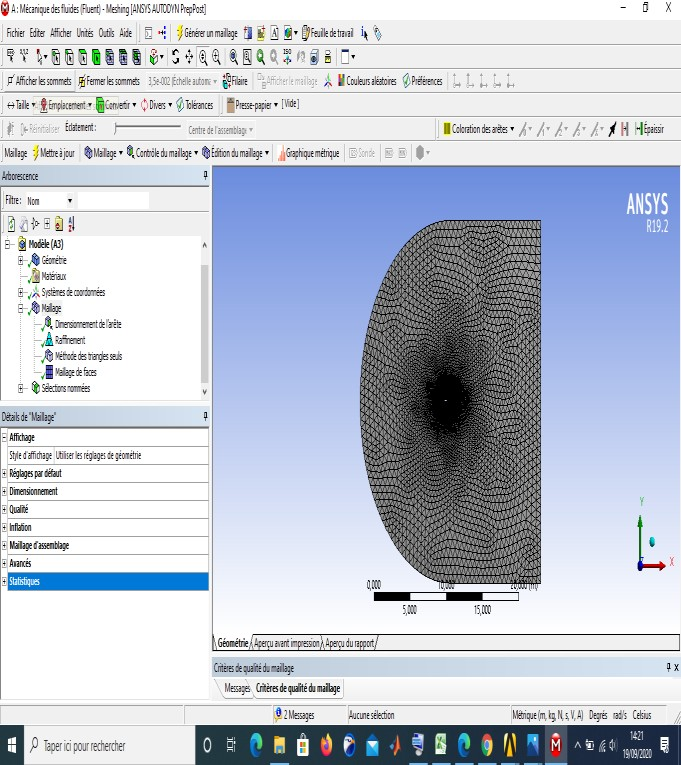 A : Mécanique des fluides (Fluent) - Meshing [ANSYS AUTODYN PrepPost]
Fichier Editer Afficher Unités Outils Aide Générer un maillage Feuille de travail
Afficher les sommets Fermer les sommets 3,5e-002 (Échelle automa Filaire Afficher le maillage Couleurs aléatoires Préférences
Taille Emplacement Convertir Divers Tolérances Presse-papier [Vide]
Réinitialiser Éclatement: Centre de l'assemblage Coloration des arêtes Épaissir
Maillage Mettre à jour Maillage Contrôle du maillage Édition du maillage Graphique métrique Sonde
Arborescence
Filtre: Nom
Modèle (A3)
Géométrie
Matériaux
Systèmes de coordonnées
Maillage
Dimensionnement de l'arête
Raffinement
Méthode des triangles seuls
Maillage de faces
Sélections nommées
Détails de "Maillage"
Affichage
Style d'affichage Utiliser les réglages de géométrie
Réglages par défaut
Dimensionnement
Qualité
Inflation
Maillage d'assemblage
Avancés
Statistiques
ANSYS
R19.2
Y
X
0,000 10,000 20,000 (m)
5,000 15,000
Géométrie Aperçu avant impression Aperçu du rapport
Critères de qualité du maillage
Messages Critères de qualité du maillage
2 Messages Aucune sélection Métrique (m, kg, N, s, V, A) Degrés rad/s Celsius
Taper ici pour rechercher
14:21
19/09/2020